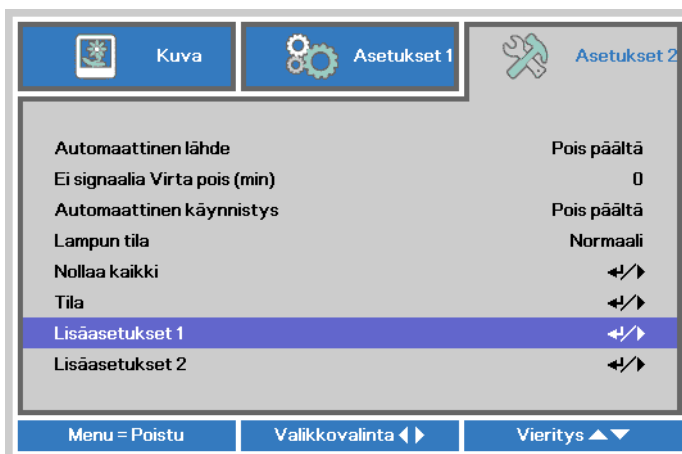 Kuva Asetukset 1 Asetukset 2
Automaattinen lähde Pois päältä
Ei signaalia Virta pois (min) 0
Automaattinen käynnistys Pois päältä
Lampun tila Normaali
Nollaa kaikki
Tila
Lisäasetukset 1
Lisäasetukset 2
Menu = Poistu Valikkovalinta Vieritys